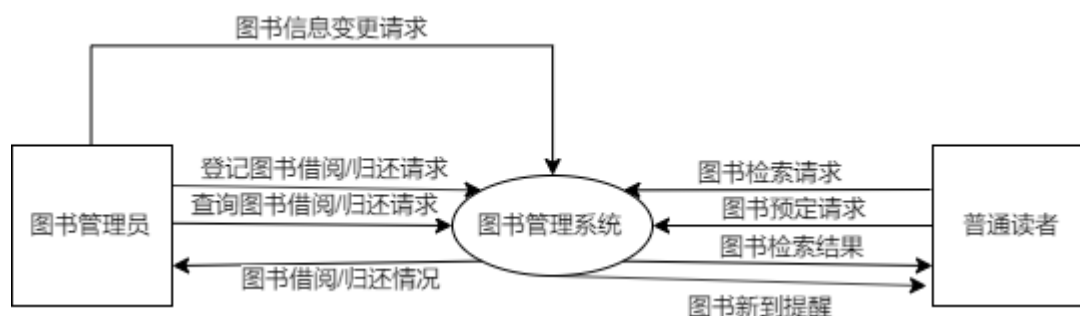 图书信息变更请求
登记图书借阅/归还请求
图书检索请求
查询图书借阅/归还请求
图书预定请求
图书管理员
图书管理系统
普通读者
图书检索结果
图书借阅/归还情况
图书新到提醒